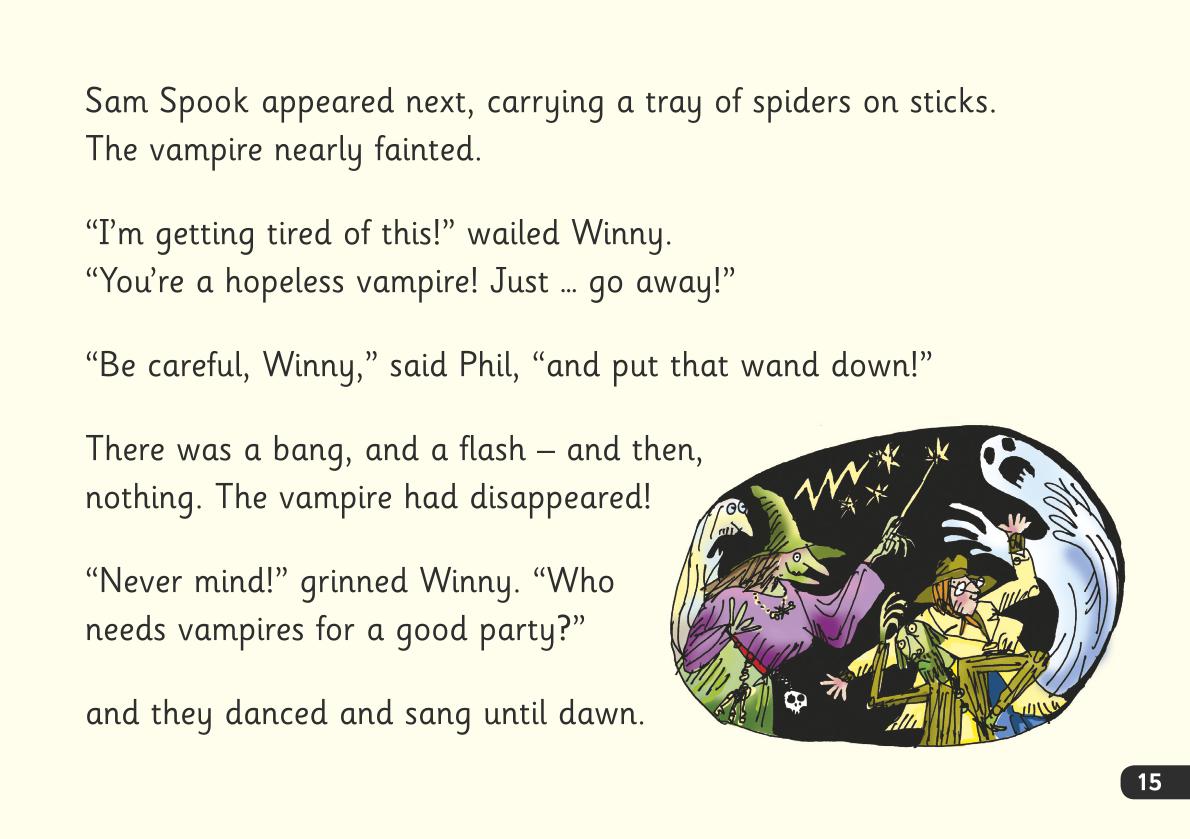 Sam Spook appeared next, carrying a tray of spiders on sticks.
The vampire nearly fainted.
“I’m getting tired of this!” wailed Winny.
“You’re a hopeless vampire! Just ... go away!”
“Be careful, Winny,” said Phil, “and put that wand down!”
There was a bang, and a flash – and then,
nothing. The vampire had disappeared!
“Never mind!” grinned Winny. “Who
needs vampires for a good party?”
and they danced and sang until dawn.
15